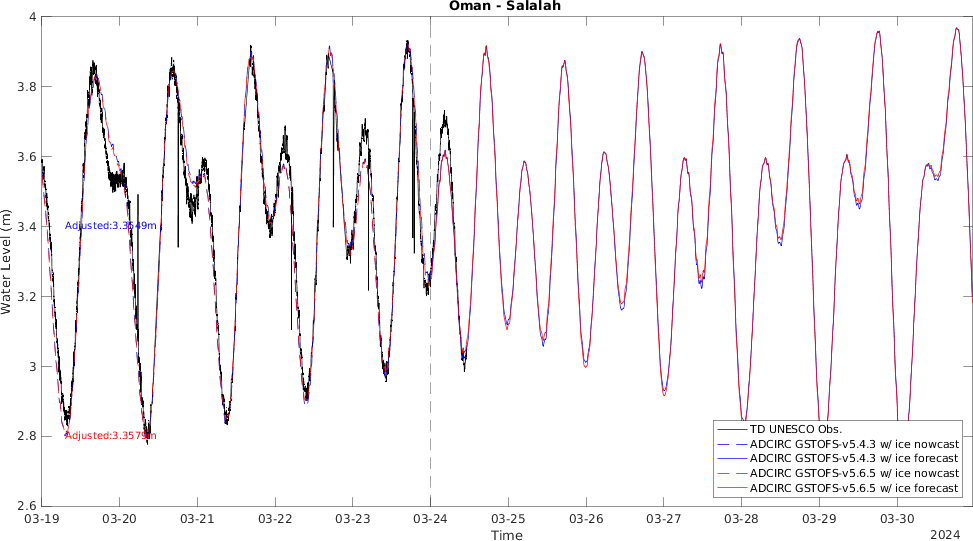 Oman - Salalah
4
3.8
3.6
3.4
3.2
3
2.8
2.6
Water Level (m)
Adjusted:3.3549m
Adjusted:3.3579m
TD UNESCO Obs.
ADCIRC GSTOFS-v5.4.3 w/ ice nowcast
ADCIRC GSTOFS-v5.4.3 w/ ice forecast
ADCIRC GSTOFS-v5.6.5 w/ ice nowcast
ADCIRC GSTOFS-v5.6.5 w/ ice forecast
03-19 03-20 03-21 03-22 03-23 03-24 03-25 03-26 03-27 03-28 03-29 03-30
Time
2024